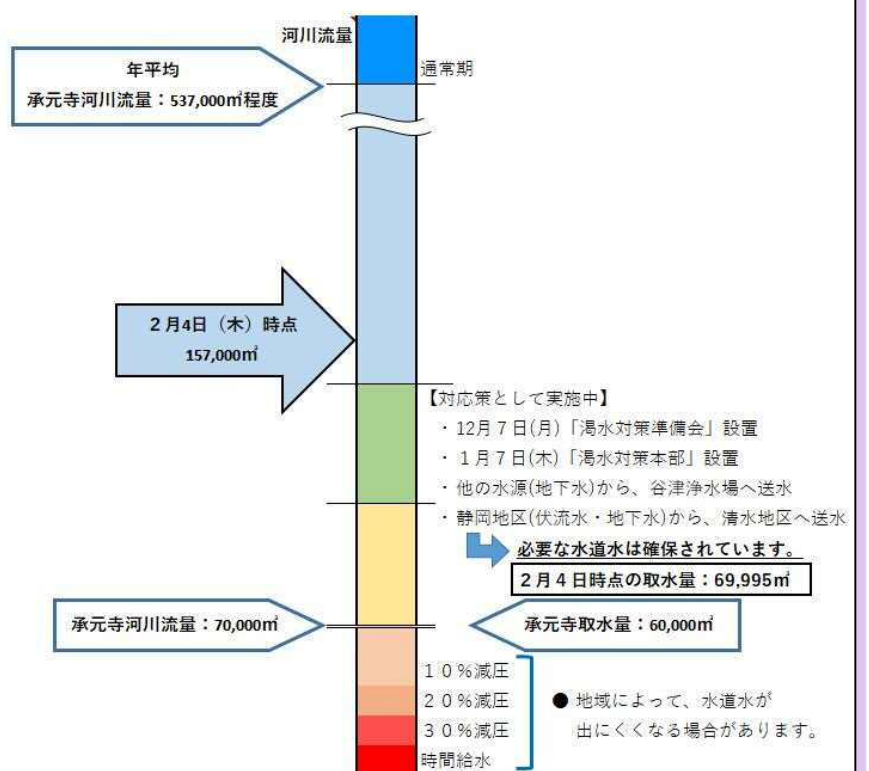 河川流量
通常期
年平均
承元寺河川流量：537,000㎥程度
２月4日（木）時点
157,000㎥
【対応策として実施中】
・12月７日(月)「渇水対策準備会」設置
・１月７日(木)「渇水対策本部」設置
・他の水源(地下水)から、谷津浄水場へ送水
・静岡地区(伏流水・地下水)から、清水地区へ送水
必要な水道水は確保されています。
２月４日時点の取水量：69,995㎥
承元寺河川流量：70,000㎥
承元寺取水量：60,000㎥
１０％減圧
２０％減圧
３０％減圧
時間給水
● 地域によって、水道水が
出にくくなる場合があります。